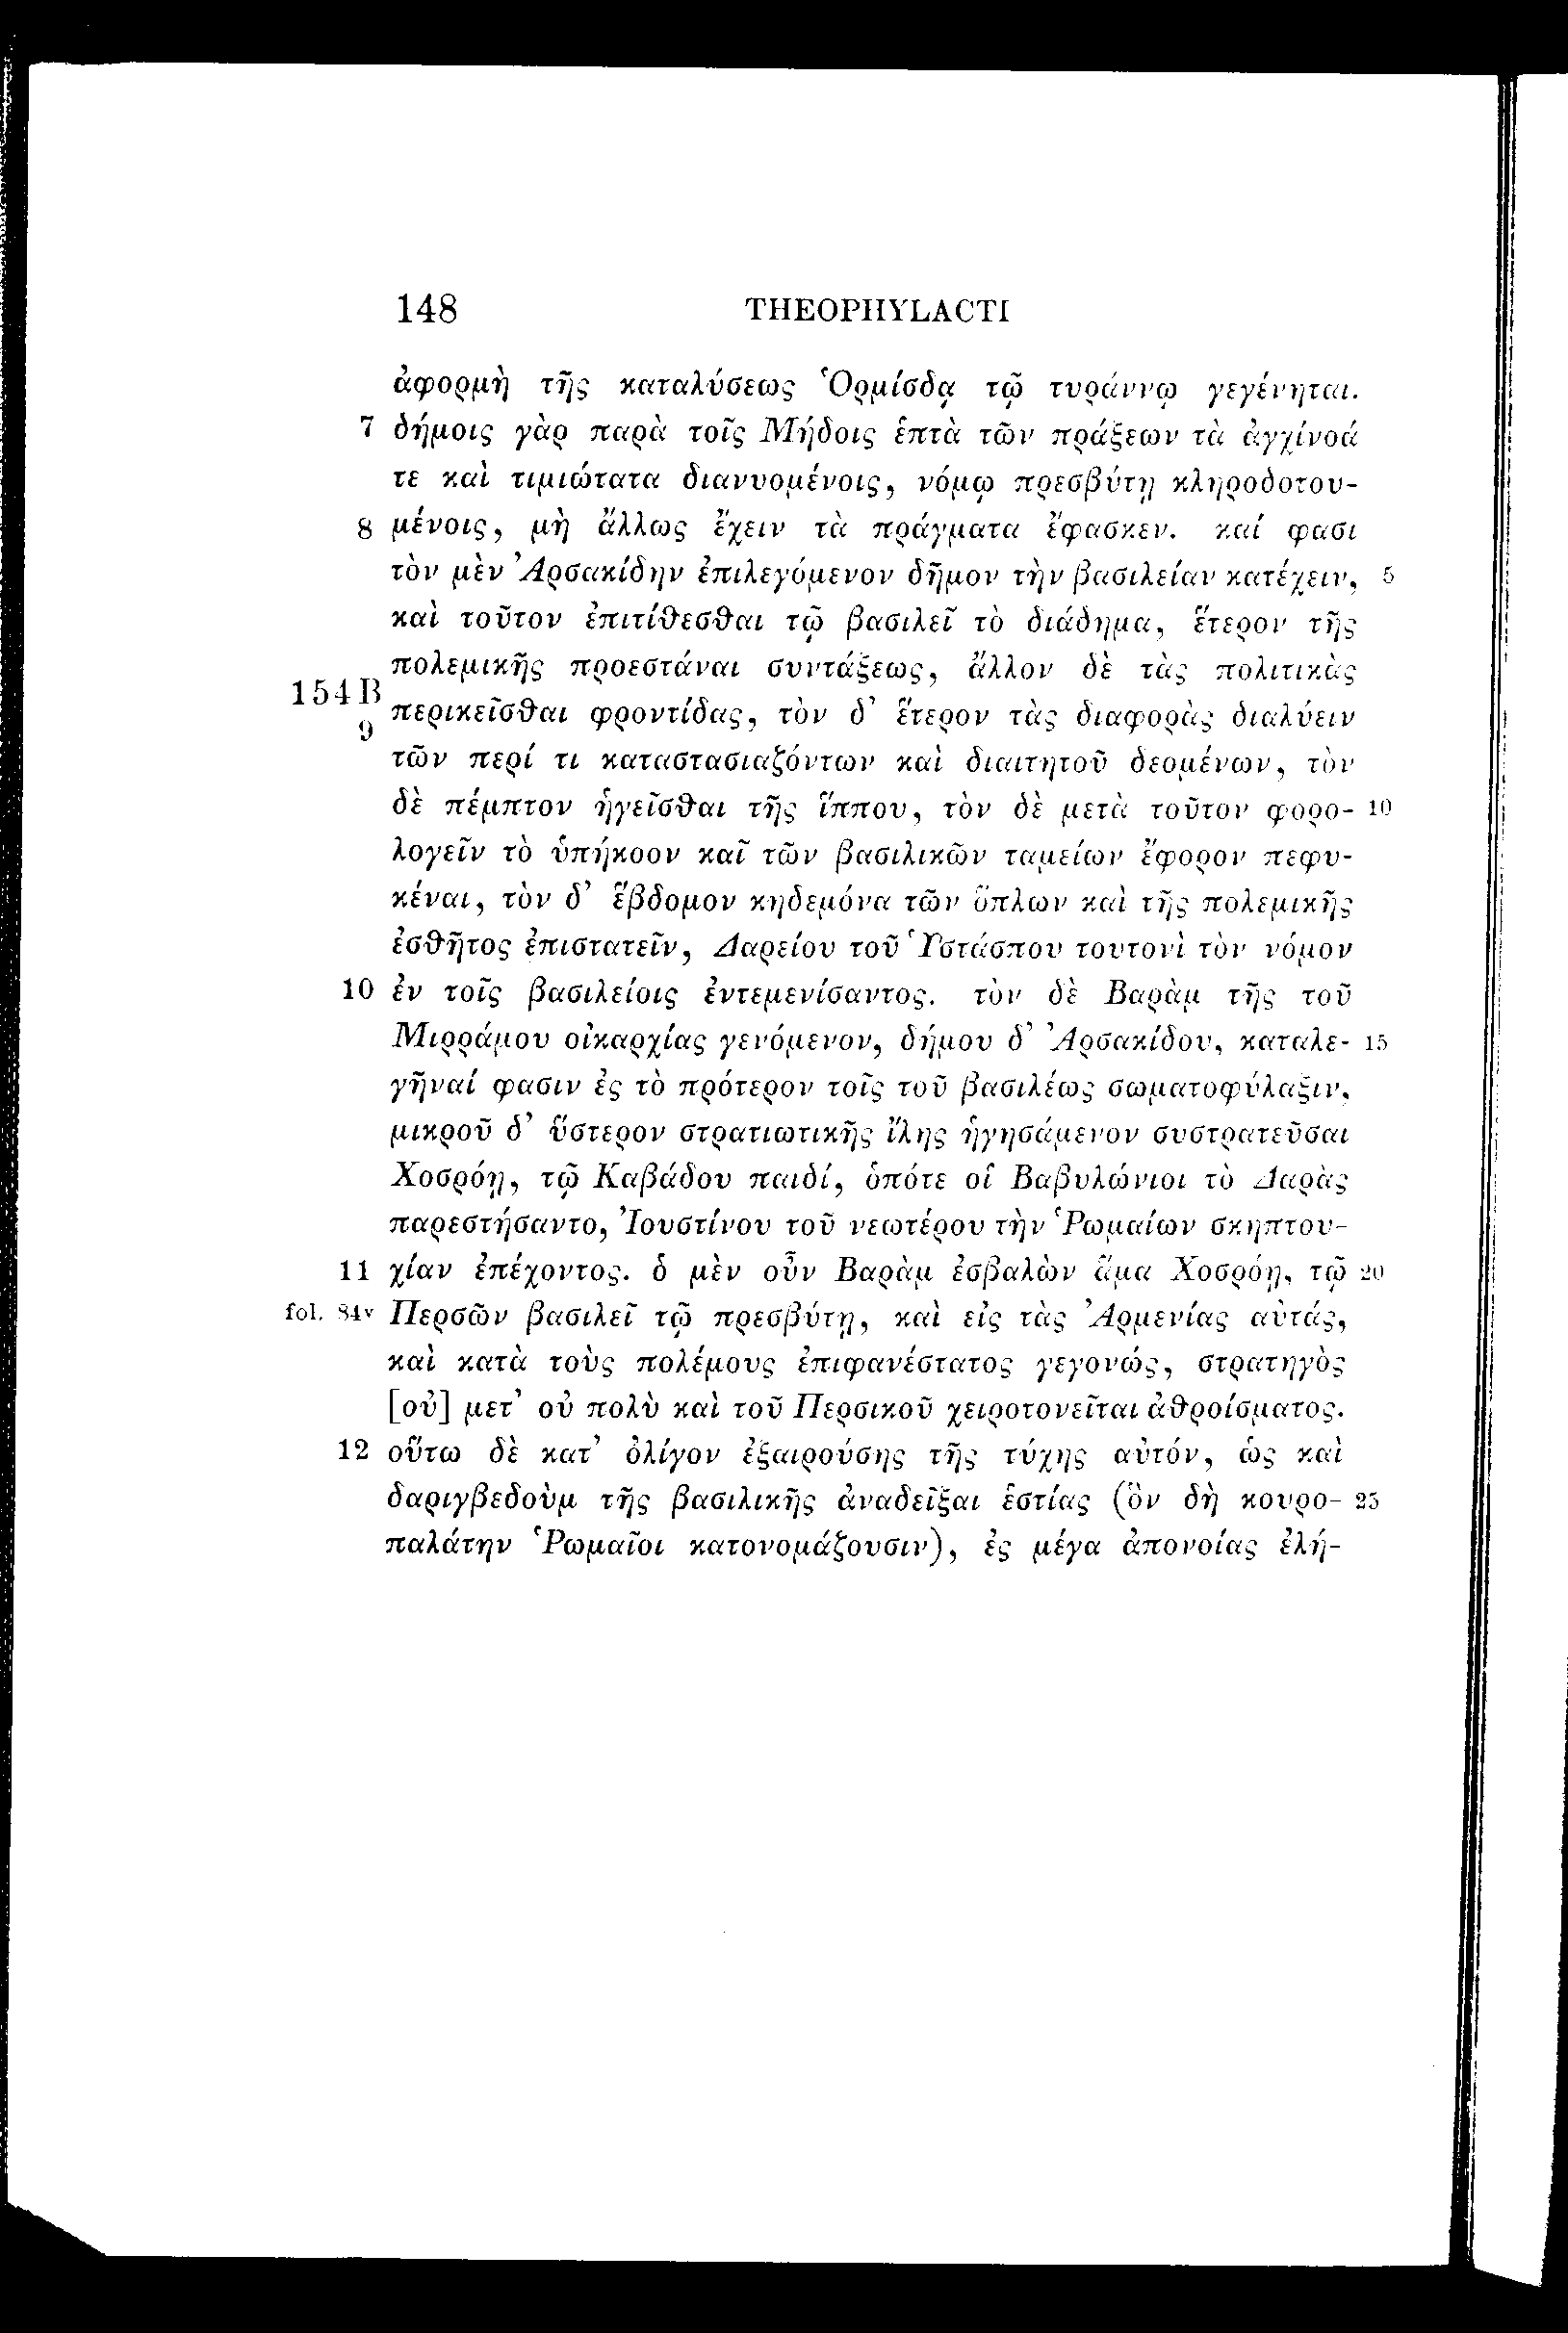 148 THEOPHYLACTI
ἀφορμὴ τῆς καταλύσεως Ὁρμίσδᾳ τῷ τυράννῳ γεγένηται.
7 δήμοις γὰρ παρὰ τοῖς Μήδοις ἑπτὰ τῶν πράξεων τὰ ἀγχίνοά
τε καὶ τιμιώτατα διανυομένοις, νόμῳ πρεσβύτῃ κληροδοτου-
8 μένοις, μὴ ἄλλως ἔχειν τὰ πράγματα ἔφασκεν. καί φασι
τὸν μὲν Ἀρσακίδην ἐπιλεγόμενον δῆμον τὴν βασιλείαν κατέχειν, 5
καὶ τοῦτον ἐπιτίθεσθαι τῷ βασιλεῖ τὸ διάδημα, ἕτερον τῆς
πολεμικῆς προεστάναι συντάξεως, ἄλλον δὲ τὰς πολιτικὰς
154 B
9 περικεῖσθαι φροντίδας, τὸν δ’ ἕτερον τὰς διαφορὰς διαλύειν
τῶν περί τι καταστασιαζόντων καὶ διαιτητοῦ δεομένων, τὸν
δὲ πέμπτον ἡγεῖσθαι τῆς ἵππου, τὸν δὲ μετὰ τοῦτον φορο- 10
λογεῖν τὸ ὑπήκοον καῖ τῶν βασιλικῶν ταμείων ἔφορον πεφυ-
κέναι, τὸν δ’ ἕβδομον κηδεμόνα τῶν ὅπλων καὶ τῆς πολεμικῆς
ἐσθῆτος ἐπιστατεῖν, Δαρείου τοῦ Ὑστάσπου τουτονὶ τὸν νόμον
10 ἐν τοῖς βασιλείοις ἐντεμενίσαντος. τὸν δὲ Βαρὰμ τῆς τοῦ
Μιρράμου οἰκαρχίας γενόμενον, δήμου δ’ Ἀρσακίδου, καταλε- 15
γῆναί φασιν ἐς τὸ πρότερον τοῖς τοῦ βασιλέως σωματοφύλαξιν,
μικροῦ δ’ ὕστερον στρατιωτικῆς ἴλης ἡγησάμενον συστρατεῦσαι
Χοσρόῃ, τῷ Καβάδου παιδί, ὁπότε οἱ Βαβυλώνιοι τὸ Δαρὰς
παρεστήσαντο, Ἰουστίνου τοῦ νεωτέρου τὴν Ῥωμαίων σκηπτου-
11 χίαν ἐπέχοντος. ὁ μὲν οὖν Βαρὰμ ἐσβαλὼν ἅμα Χοσρόῃ, τῷ 20
fol. 84v Περσῶν βασιλεῖ τῷ πρεσβύτῃ, καὶ εἰς τὰς Ἀρμενίας αὐτάς,
καὶ κατὰ τοὺς πολέμους ἐπιφανέστατος γεγονώς, στρατηγὸς
[οὐ] μετ’ οὐ πολὺ καὶ τοῦ Περσικοῦ χειροτονεῖται ἀθροίσματος.
12 οὕτω δὲ κατ’ ὀλίγον ἐξαιρούσης τῆς τύχης αὐτόν, ὡς καὶ
δαριγβεδοὺμ τῆς βασιλικῆς ἀναδεῖξαι ἑστίας (ὃν δὴ κουρο- 25
παλάτην Ῥωμαῖοι κατονομάζουσιν), ἐς μέγα ἀπονοίας ἐλή-